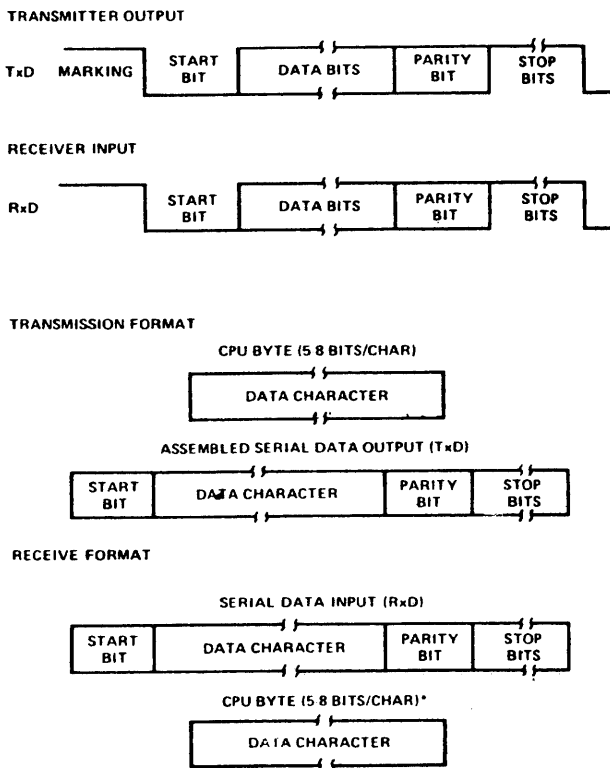 TRANSMITTER OUTPUT
TxD MARKING START BIT DATA BITS PARITY BIT STOP BITS
RECEIVER INPUT
RxD START BIT DATA BITS PARITY BIT STOP BITS
TRANSMISSION FORMAT
CPU BYTE (5 8 BITS/CHAR)
DATA CHARACTER
ASSEMBLED SERIAL DATA OUTPUT (TxD)
START BIT DATA CHARACTER PARITY BIT STOP BITS
RECEIVE FORMAT
SERIAL DATA INPUT (RxD)
START BIT DATA CHARACTER PARITY BIT STOP BITS
CPU BYTE (5 8 BITS/CHAR)*
DATA CHARACTER